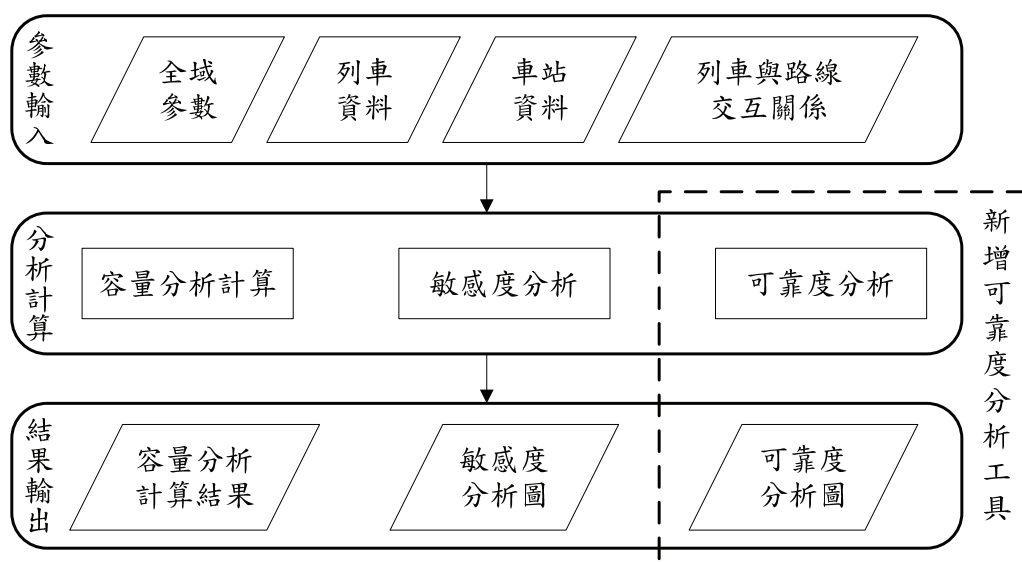 參數輸入
全域
參數
列車
資料
車站
資料
列車與路線
交互關係
分析計算
容量分析計算
敏感度分析
可靠度分析
新增可靠度分析工具
結果輸出
容量分析
計算結果
敏感度
分析圖
可靠度
分析圖